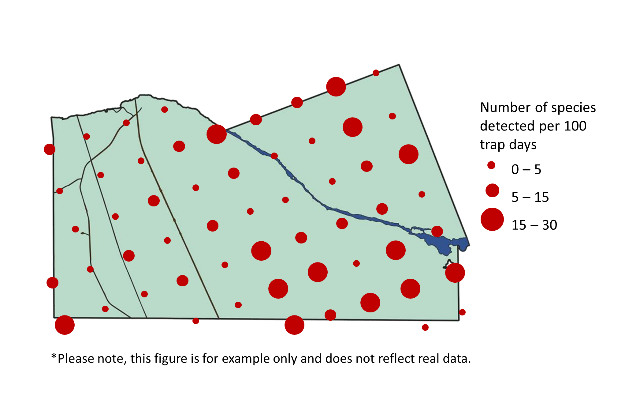 Number of species
detected per 100
trap days
0 – 5
5 – 15
15 – 30
*Please note, this figure is for example only and does not reflect real data.